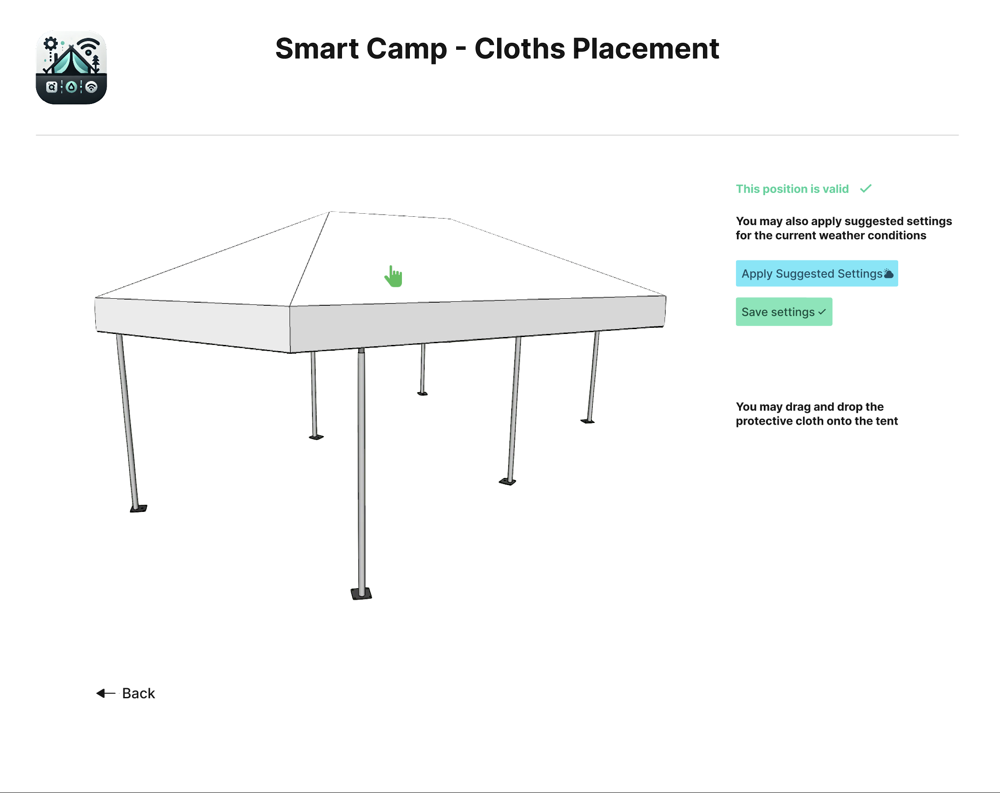 Smart Camp - Cloths Placement
This position is valid
You may also apply suggested settings
for the current weather conditions
Apply Suggested Settings
Save settings
You may drag and drop the
protective cloth onto the tent
Back